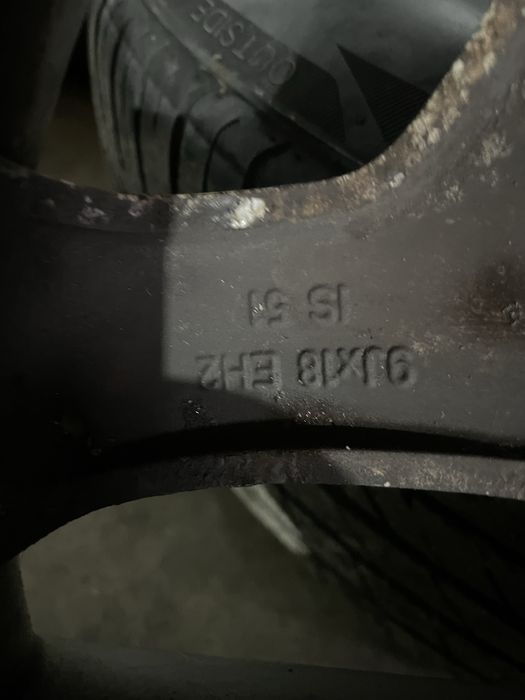 OUTSIDE
9Jx18 EH2
IS 51